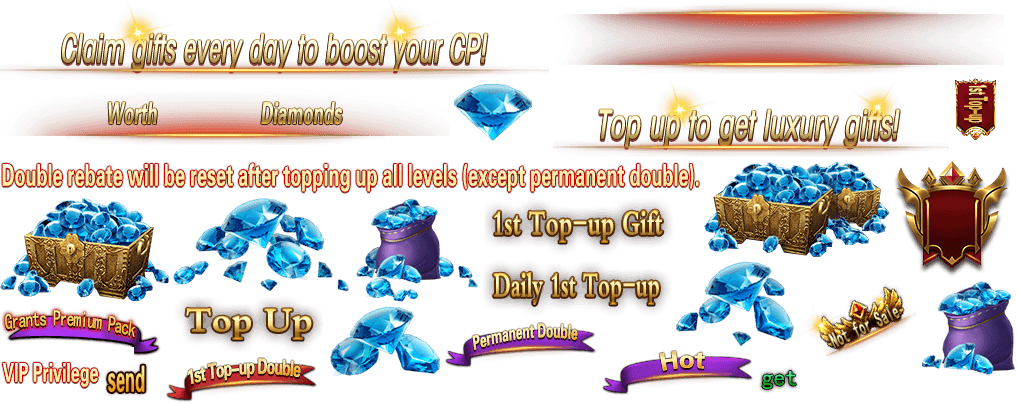 Claim gifts every day to boost your CP!
Worth
Diamonds
Top up to get luxury gifts!
1st Top-up
Double rebate will be reset after topping up all levels (except permanent double).
1st Top-up Gift
Daily 1st Top-up
Grants Premium Pack
Top Up
Permanent Double
Not for Sale
VIP Privilege
send
1st Top-up Double
Hot
get